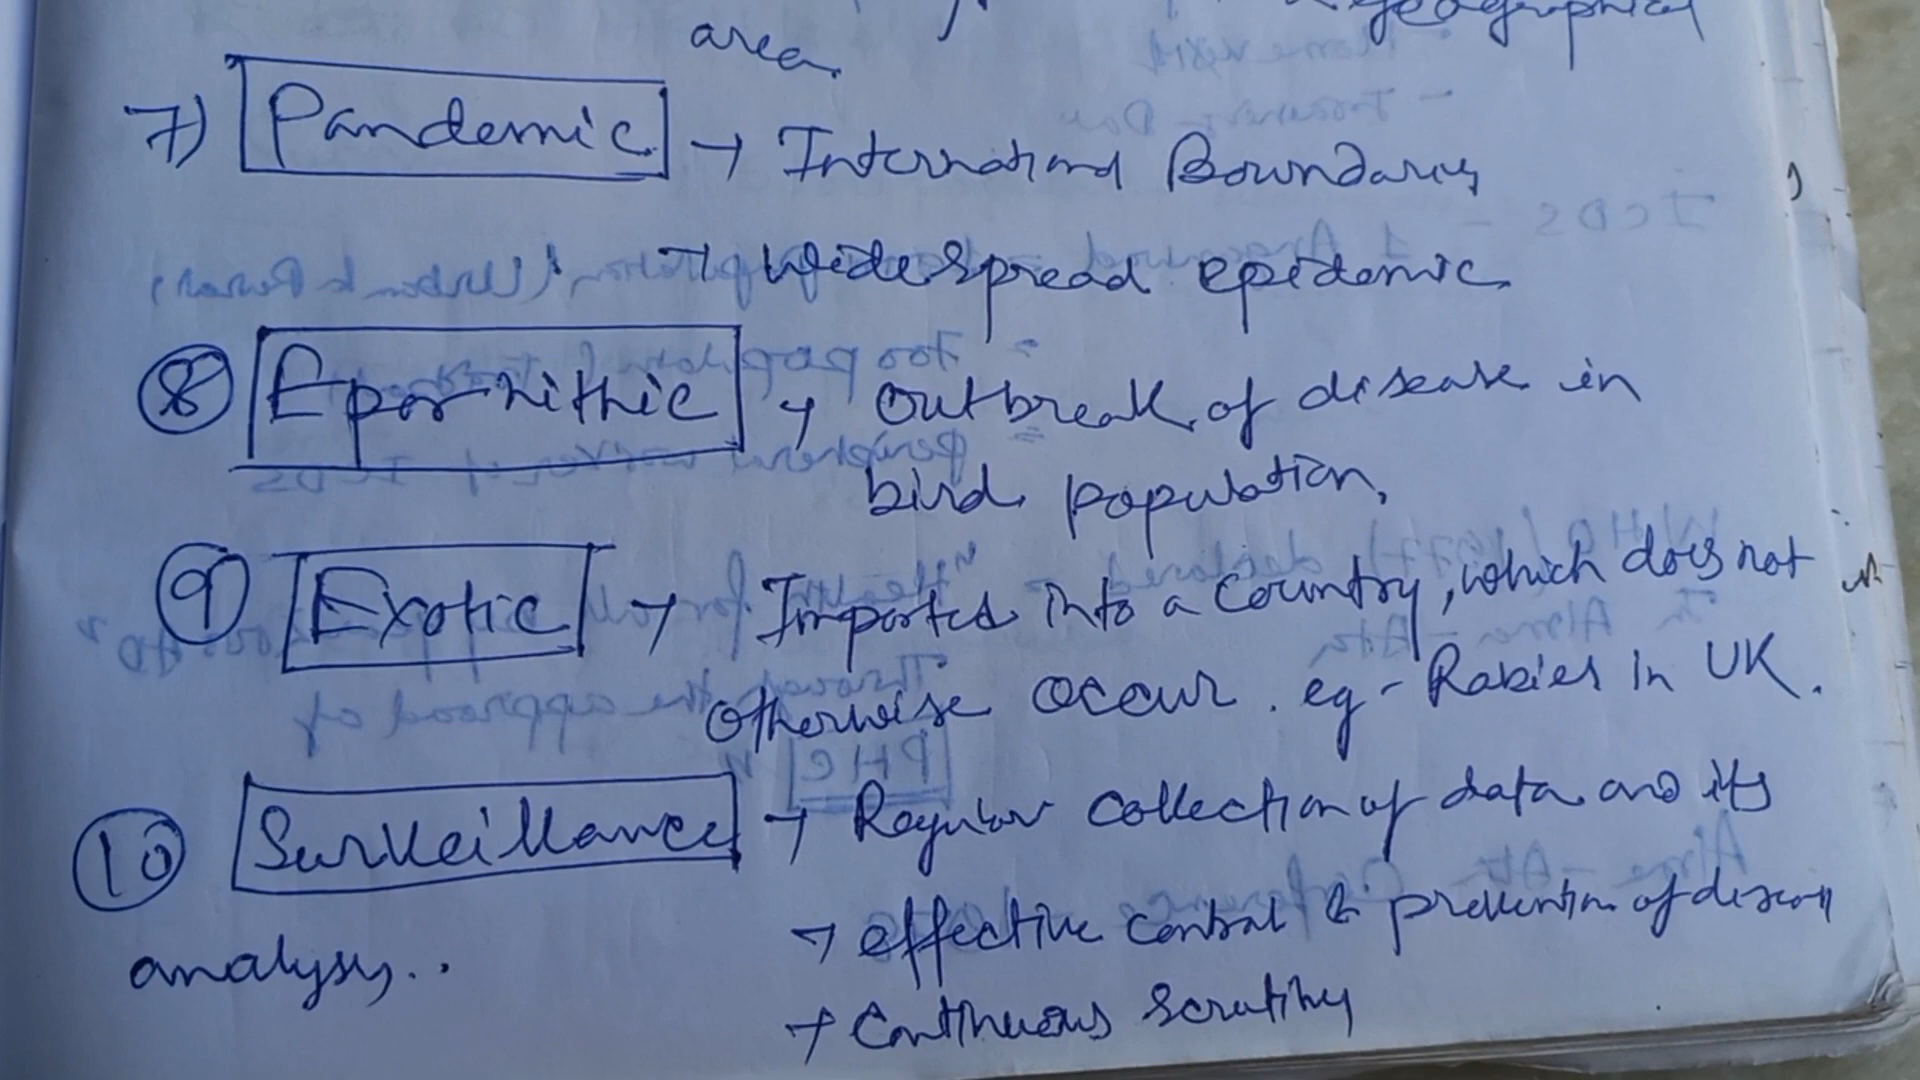 geographical
area.
7) Pandemic → International Boundaries
→ widespread epidemic
8 Epornithic → outbreak of disease in
bird population,
9 Exotic → Imported into a country, which does not
otherwise occur. eg - Rabies in UK.
10 Surveillance → Regular collection of data and its
analysis..
→ effective control & prevention of disease
→ Continuous Scrutiny